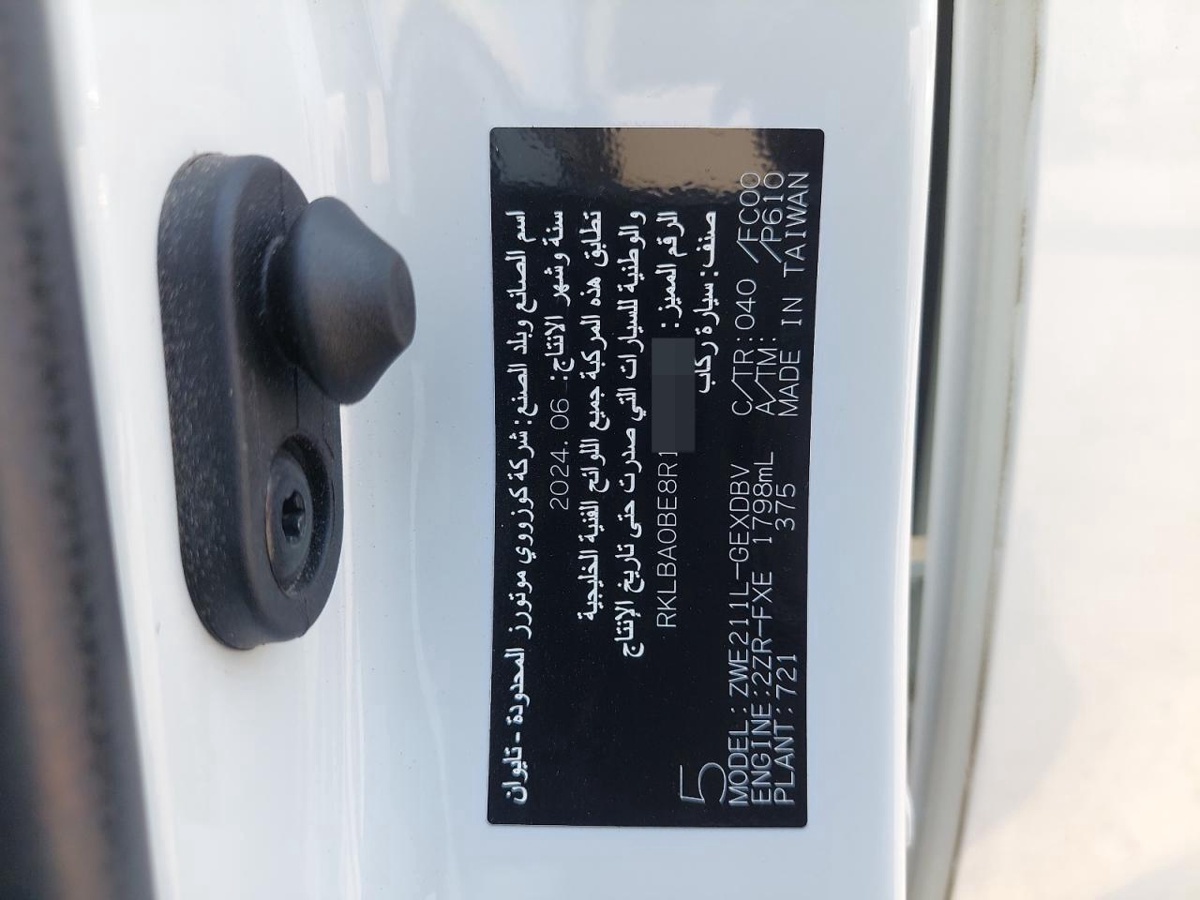 اسم الصانع وبلد الصنع: شركة كوزووي موتورز المحدودة - تايوان
سنة وشهر الانتاج: 2024. 06
تطابق هذه المركبة جميع اللوائح الفنية الخليجية
والوطنية للسيارات التي صدرت حتى تاريخ الإنتاج
الرقم المميز: RKLBA0BE8R1
صنف: سيارة ركاب
5
MODEL: ZWE211L-GEXDBV C/TR: 040 /FC00
ENGINE: 2ZR-FXE 1798mL A/TM: /P610
PLANT: 721 375 MADE IN TAIWAN